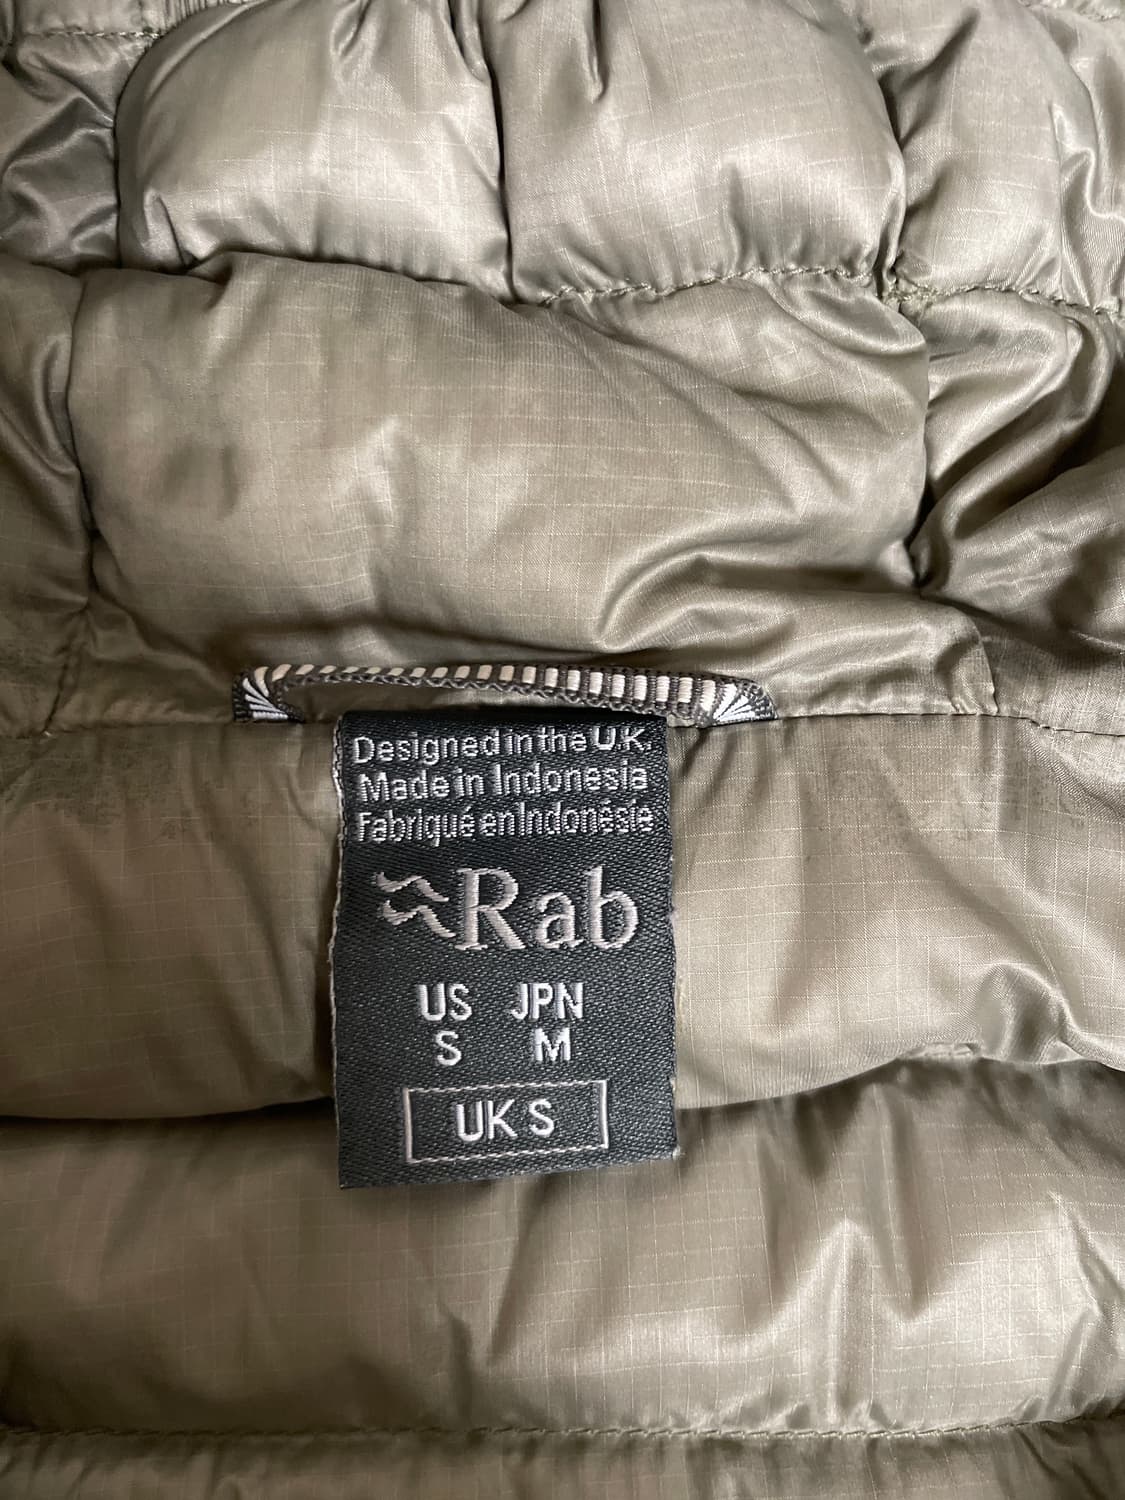 Designed in the U.K.
Made in Indonesia
Fabriqué en Indonésie
Rab
US JPN
S M
UK S